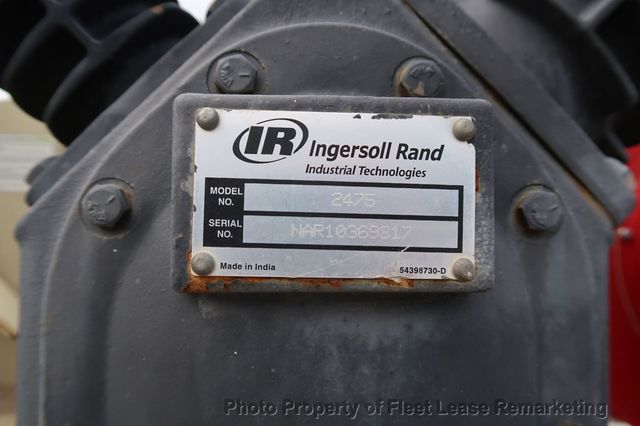 IR Ingersoll Rand
Industrial Technologies
MODEL NO. 2475
SERIAL NO. NAR10369817
Made in India 54398730-D
Photo Property of Fleet Lease Remarketing